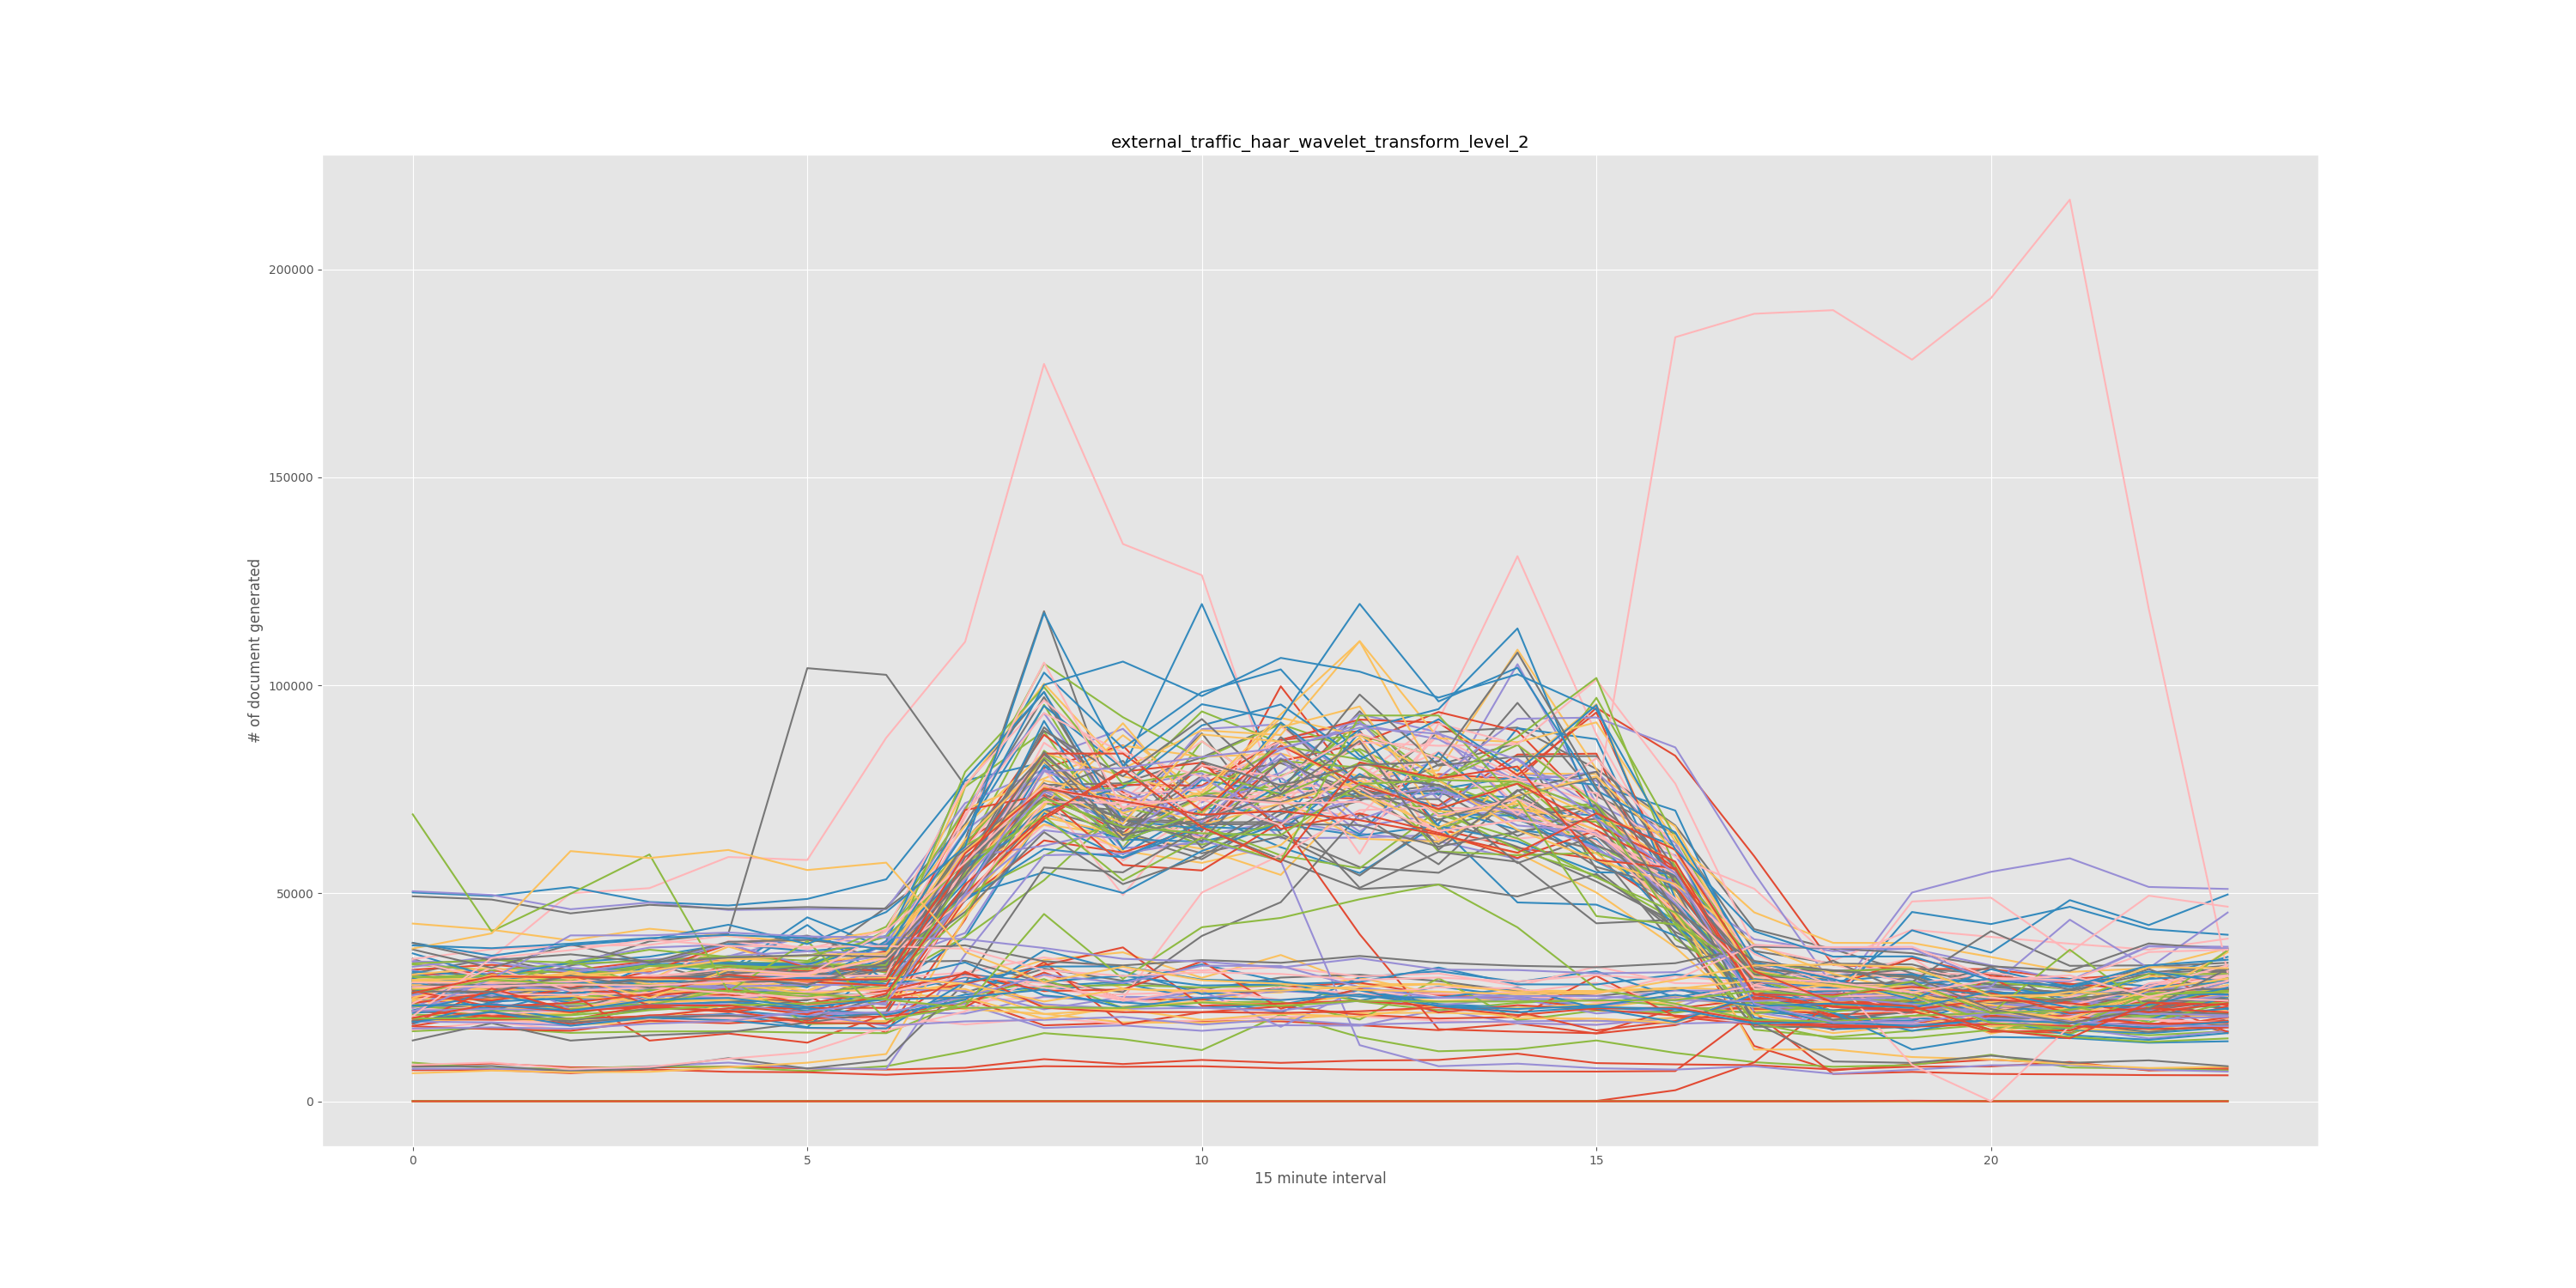 external_traffic_haar_wavelet_transform_level_2
200000
150000
100000
50000
0
# of document generated
0 5 10 15 20
15 minute interval